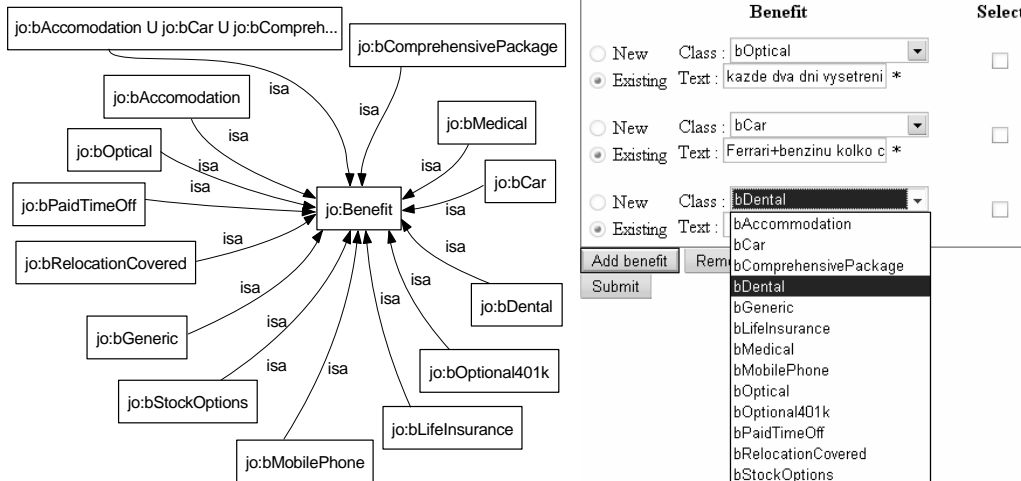 jo:bAccomodation U jo:bCar U jo:bCompreh...
jo:bComprehensivePackage
isa
isa
jo:bAccomodation
isa
jo:bMedical
jo:bOptical
isa
isa
jo:bCar
isa
isa
jo:bPaidTimeOff
jo:Benefit
isa
jo:bRelocationCovered
isa
jo:bDental
isa
jo:bGeneric
isa
isa
jo:bOptional401k
isa
isa
jo:bStockOptions
jo:bLifeInsurance
isa
jo:bMobilePhone
Benefit Select
New Class : bOptical
Existing Text : kazde dva dni vysetreni *
New Class : bCar
Existing Text : Ferrari+benzinu kolko c *
New Class : bDental
Existing Text :
bAccommodation
bCar
bComprehensivePackage
bDental
bGeneric
bLifeInsurance
bMedical
bMobilePhone
bOptical
bOptional401k
bPaidTimeOff
bRelocationCovered
bStockOptions
Add benefit Rem
Submit